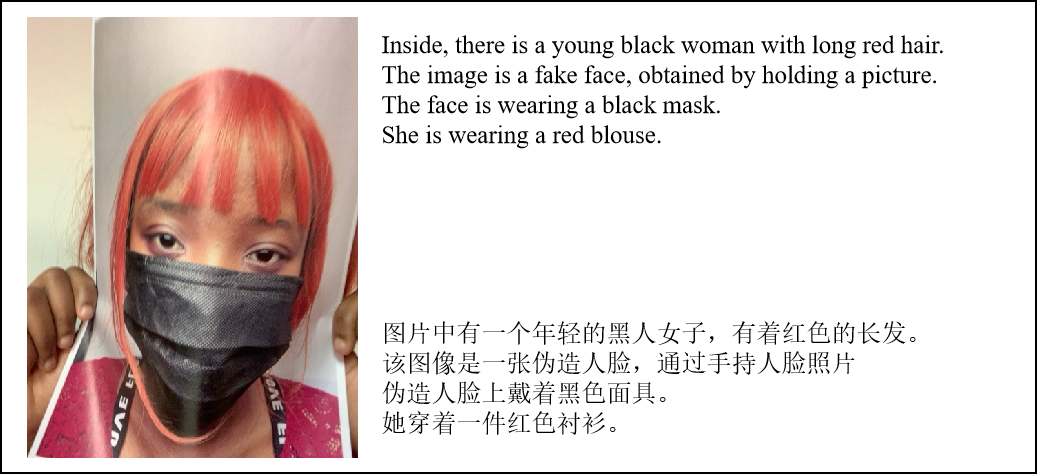 Inside, there is a young black woman with long red hair.
The image is a fake face, obtained by holding a picture.
The face is wearing a black mask.
She is wearing a red blouse.
图片中有一个年轻的黑人女子，有着红色的长发。
该图像是一张伪造人脸，通过手持人脸照片
伪造人脸上戴着黑色面具。
她穿着一件红色衬衫。